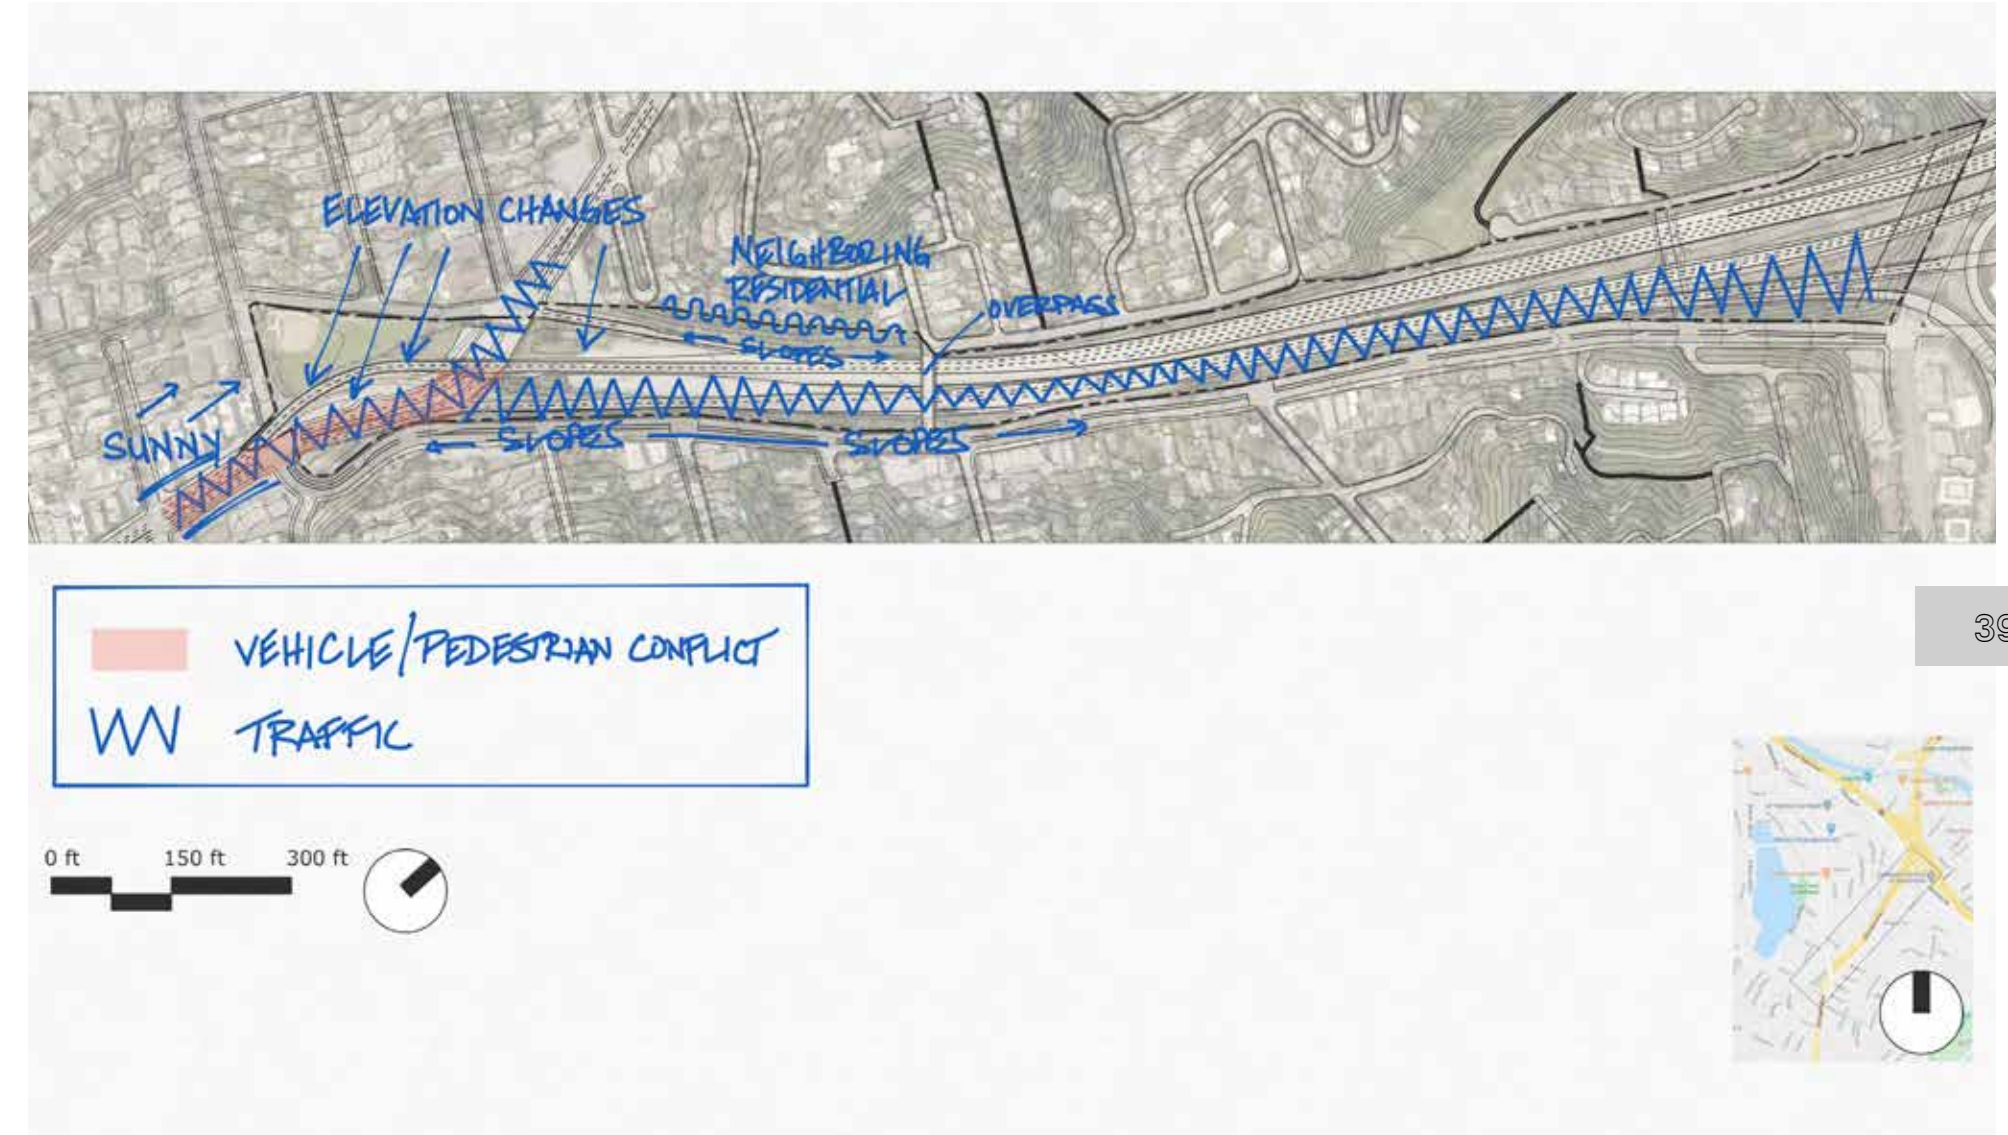 ELEVATION CHANGES
NEIGHBORING
RESIDENTIAL
OVERPASS
SLOPES
SUNNY
SLOPES
SLOPES
VEHICLE/PEDESTRIAN CONFLICT
TRAFFIC
39
0 ft 150 ft 300 ft